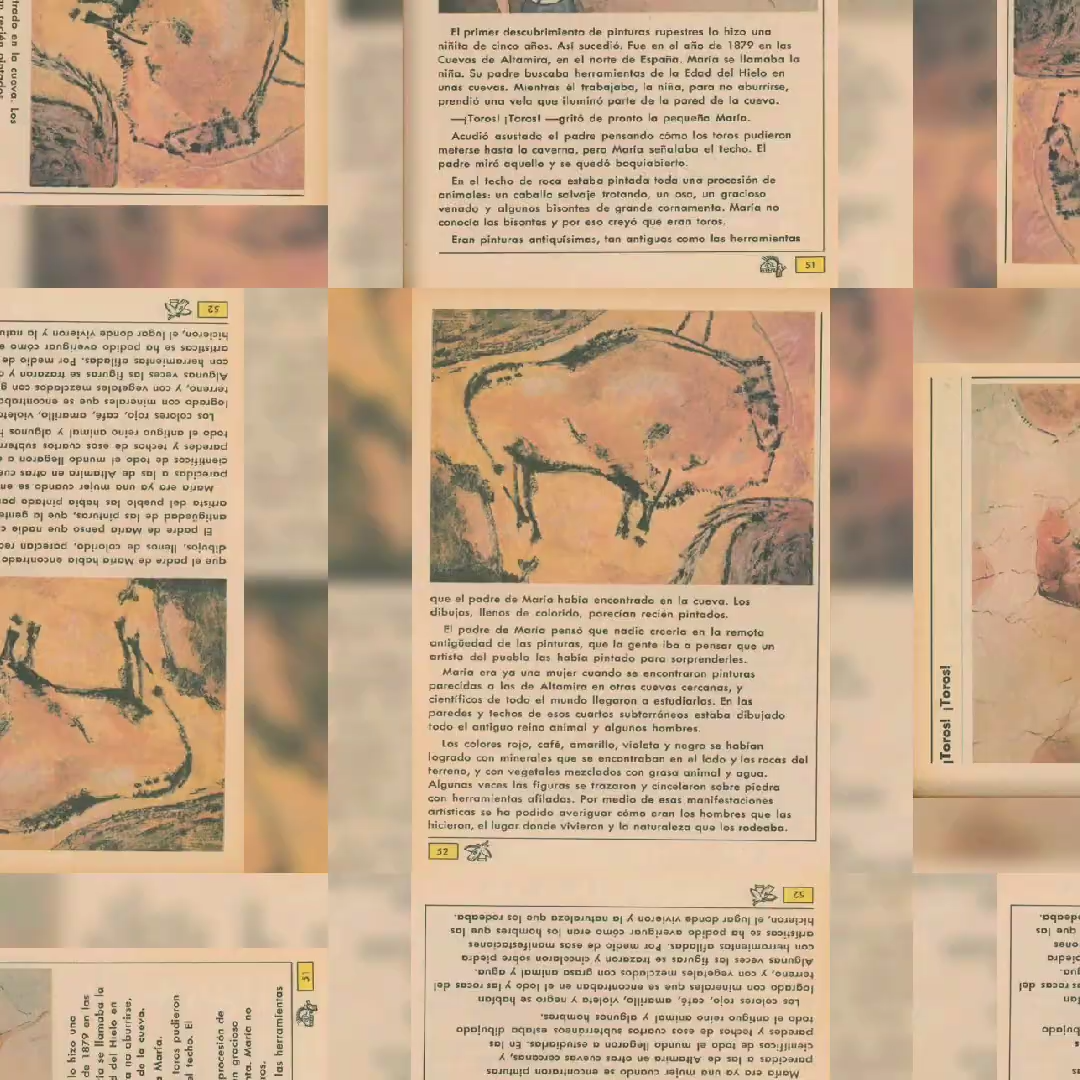 El primer descubrimiento de pinturas rupestres lo hizo una
niñita de cinco años. Así sucedió. Fue en el año de 1879 en las
Cuevas de Altamira, en el norte de España. María se llamaba la
niña. Su padre buscaba herramientas de la Edad del Hielo en
unas cuevas. Mientras él trabajaba, la niña, para no aburrirse,
prendió una vela que iluminó parte de la pared de la cueva.
—¡Toros! ¡Toros! —gritó de pronto la pequeña María.
Acudió asustado el padre pensando cómo los toros pudieron
meterse hasta la caverna, pero María señalaba el techo. El
padre miró aquello y se quedó boquiabierto.
En el techo de roca estaba pintada toda una procesión de
animales: un caballo salvaje trotando, un oso, un gracioso
venado y algunos bisontes de grande cornamenta. María no
conocía los bisontes y por eso creyó que eran toros.
Eran pinturas antiquísimas, tan antiguas como las herramientas
51
que el padre de María había encontrado en la cueva. Los
dibujos, llenos de colorido, parecían recién pintados.
El padre de María pensó que nadie creería en la remota
antigüedad de las pinturas, que la gente iba a pensar que un
artista del pueblo las había pintado para sorprenderles.
María era ya una mujer cuando se encontraron pinturas
parecidas a las de Altamira en otras cuevas cercanas, y
científicos de todo el mundo llegaron a estudiarlas. En las
paredes y techos de esos cuartos subterráneos estaba dibujado
todo el antiguo reino animal y algunos hombres.
Los colores rojo, café, amarillo, violeta y negro se habían
logrado con minerales que se encontraban en el lodo y las rocas del
terreno, y con vegetales mezclados con grasa animal y agua.
Algunas veces las figuras se trazaron y cincelaron sobre piedra
con herramientas afiladas. Por medio de esas manifestaciones
artísticas se ha podido averiguar cómo eran los hombres que las
hicieron, el lugar donde vivieron y la naturaleza que los rodeaba.
52
¡Toros! ¡Toros!